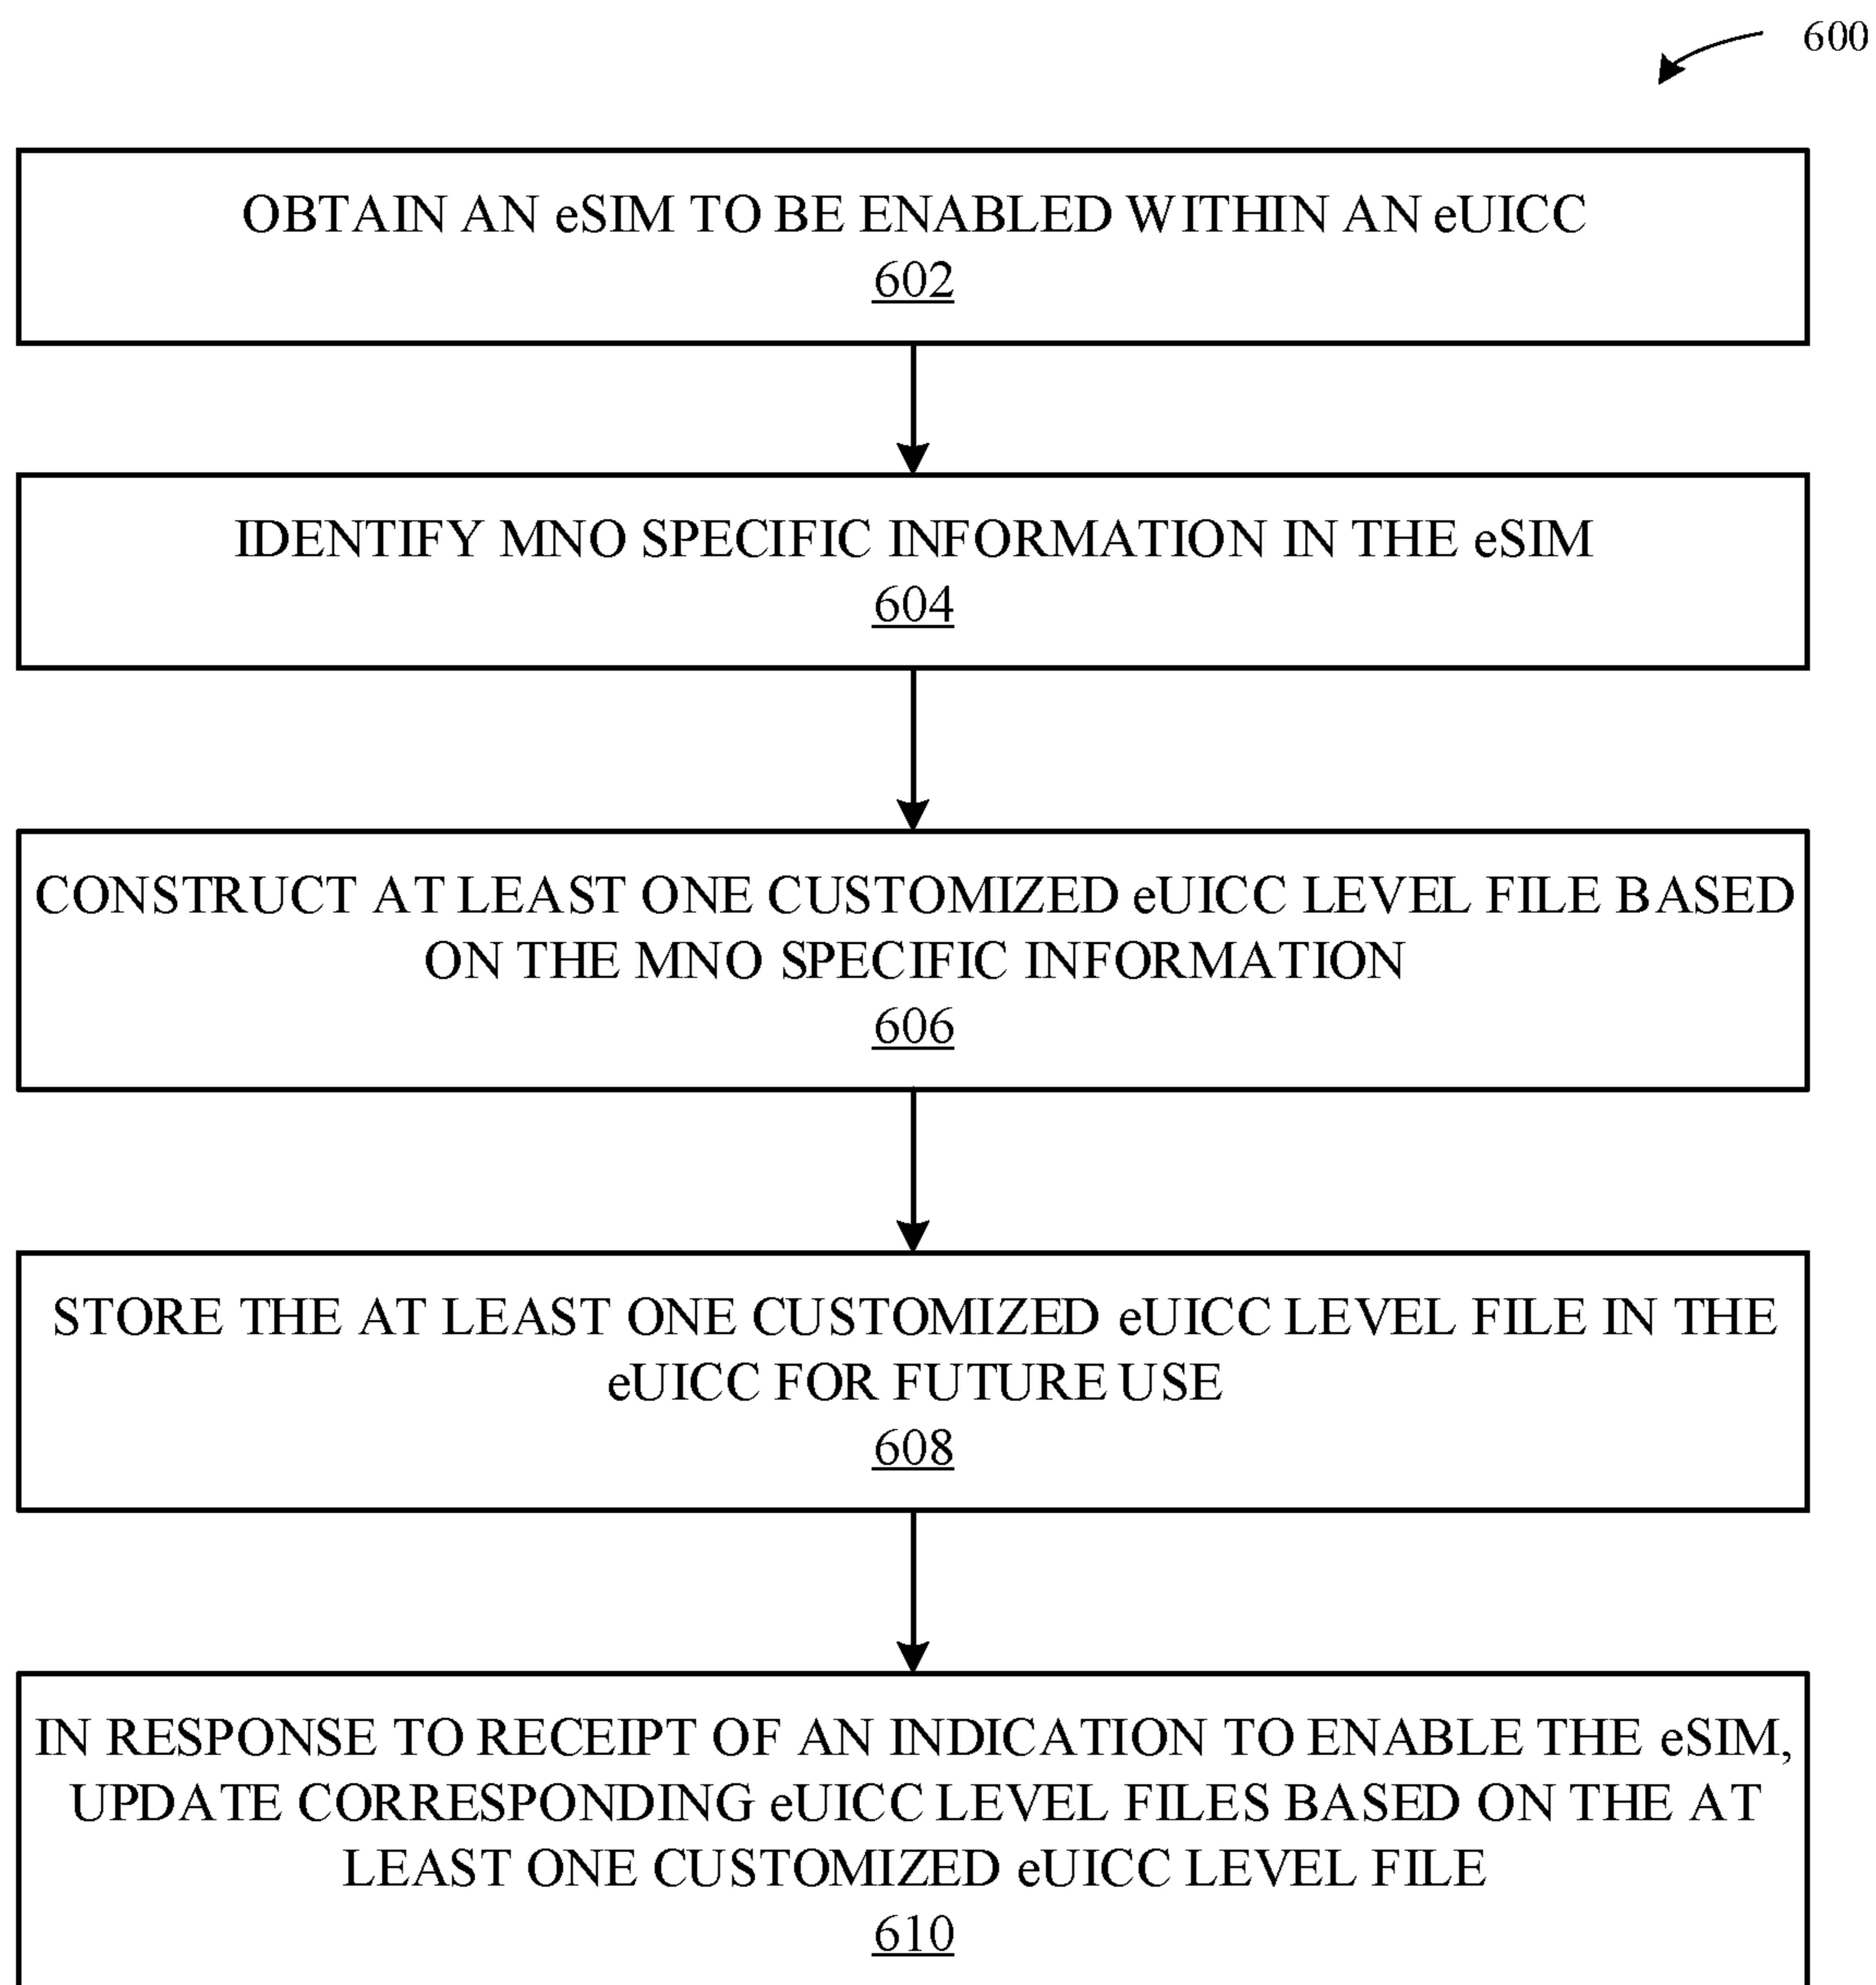 600
OBTAIN AN eSIM TO BE ENABLED WITHIN AN eUICC
602
IDENTIFY MNO SPECIFIC INFORMATION IN THE eSIM
604
CONSTRUCT AT LEAST ONE CUSTOMIZED eUICC LEVEL FILE BASED
ON THE MNO SPECIFIC INFORMATION
606
STORE THE AT LEAST ONE CUSTOMIZED eUICC LEVEL FILE IN THE
eUICC FOR FUTURE USE
608
IN RESPONSE TO RECEIPT OF AN INDICATION TO ENABLE THE eSIM,
UPDATE CORRESPONDING eUICC LEVEL FILES BASED ON THE AT
LEAST ONE CUSTOMIZED eUICC LEVEL FILE
610